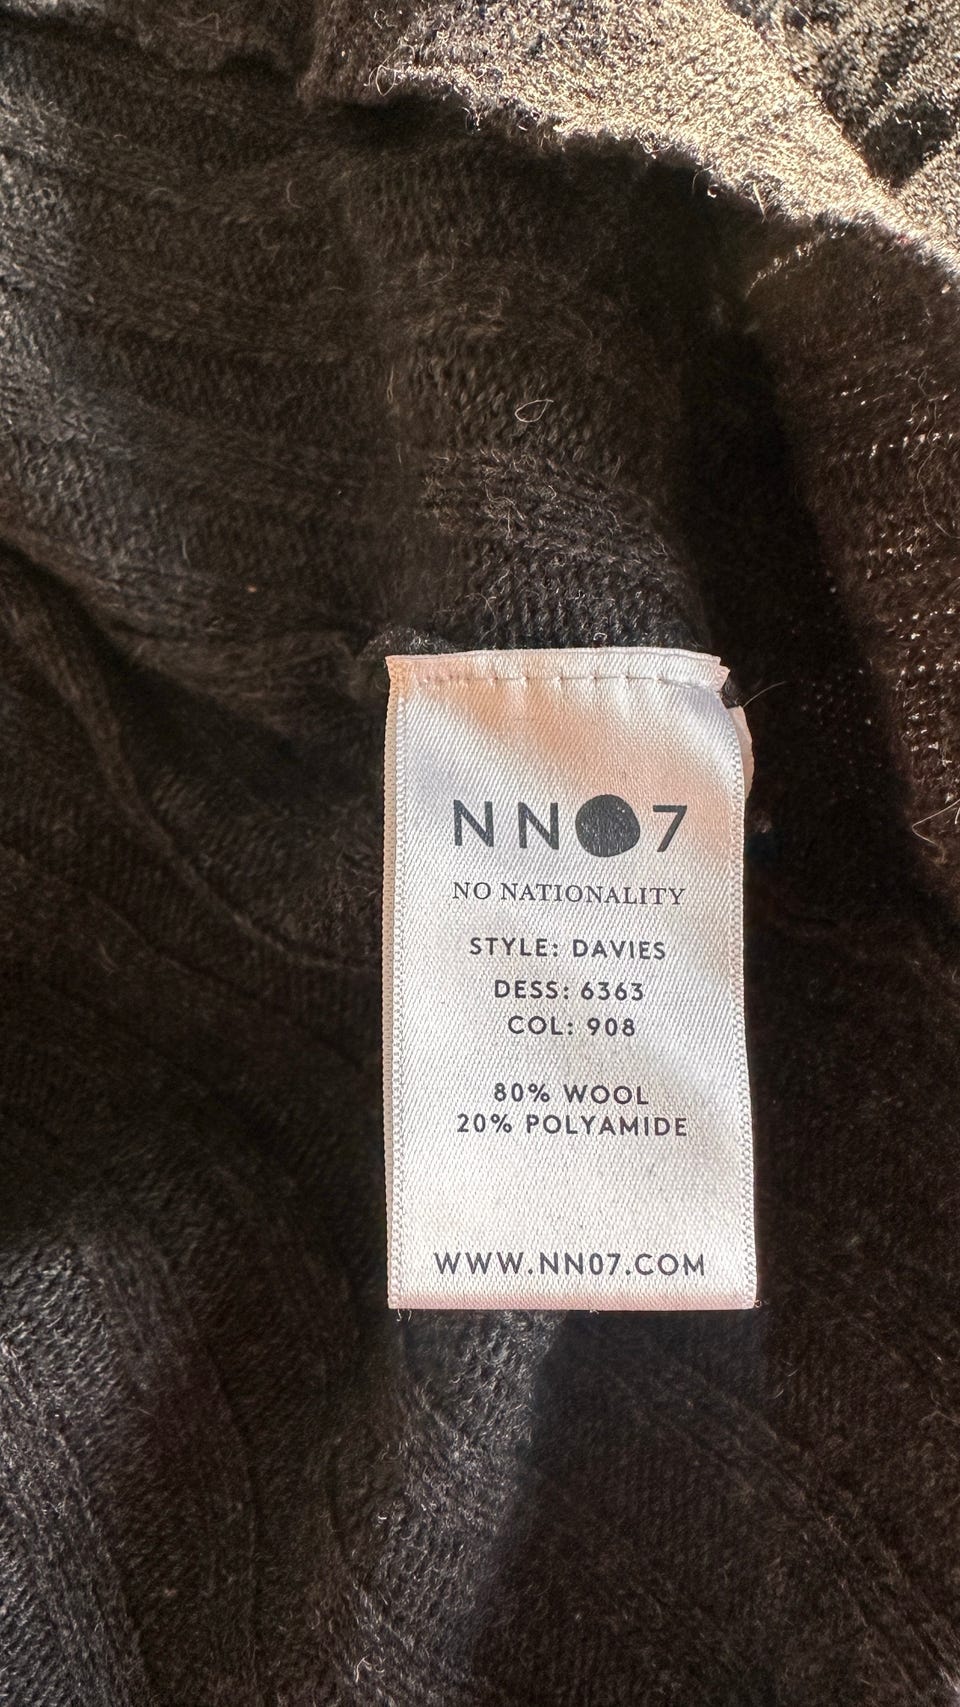 NN07
NO NATIONALITY
STYLE: DAVIES
DESS: 6363
COL: 908
80% WOOL
20% POLYAMIDE
WWW.NN07.COM